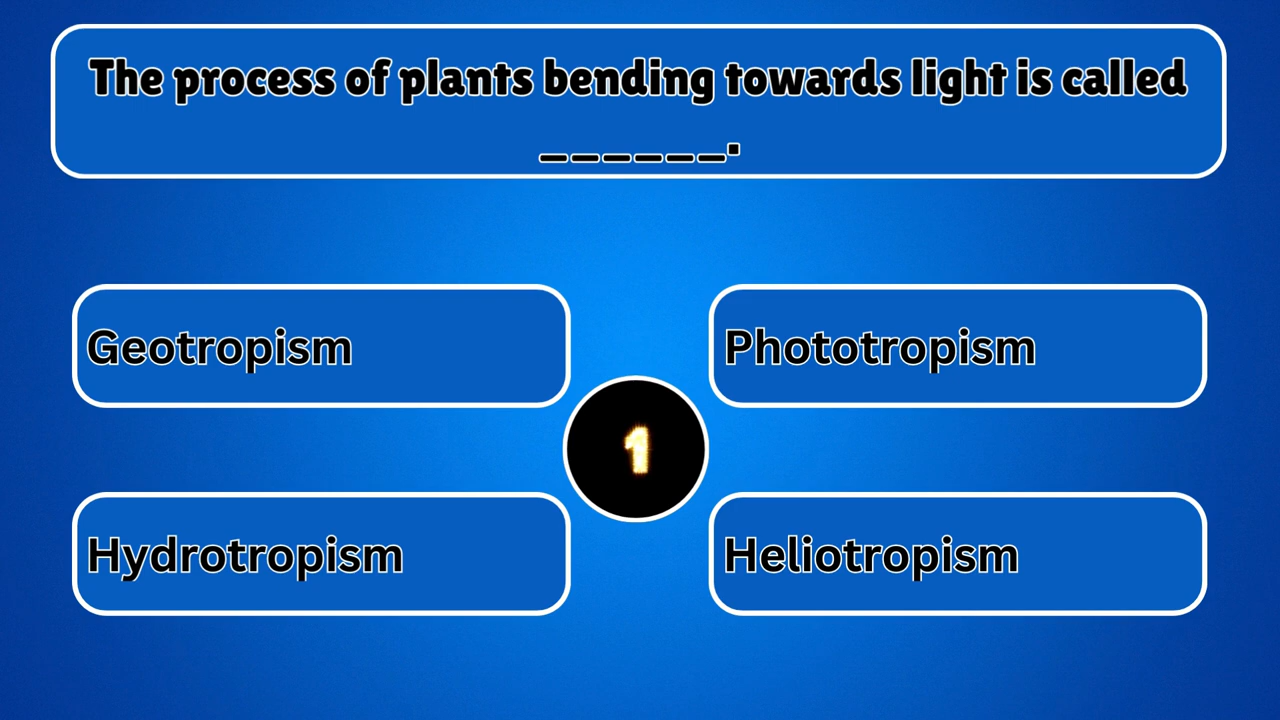 The process of plants bending towards light is called
______.
Geotropism
Phototropism
1
Hydrotropism
Heliotropism